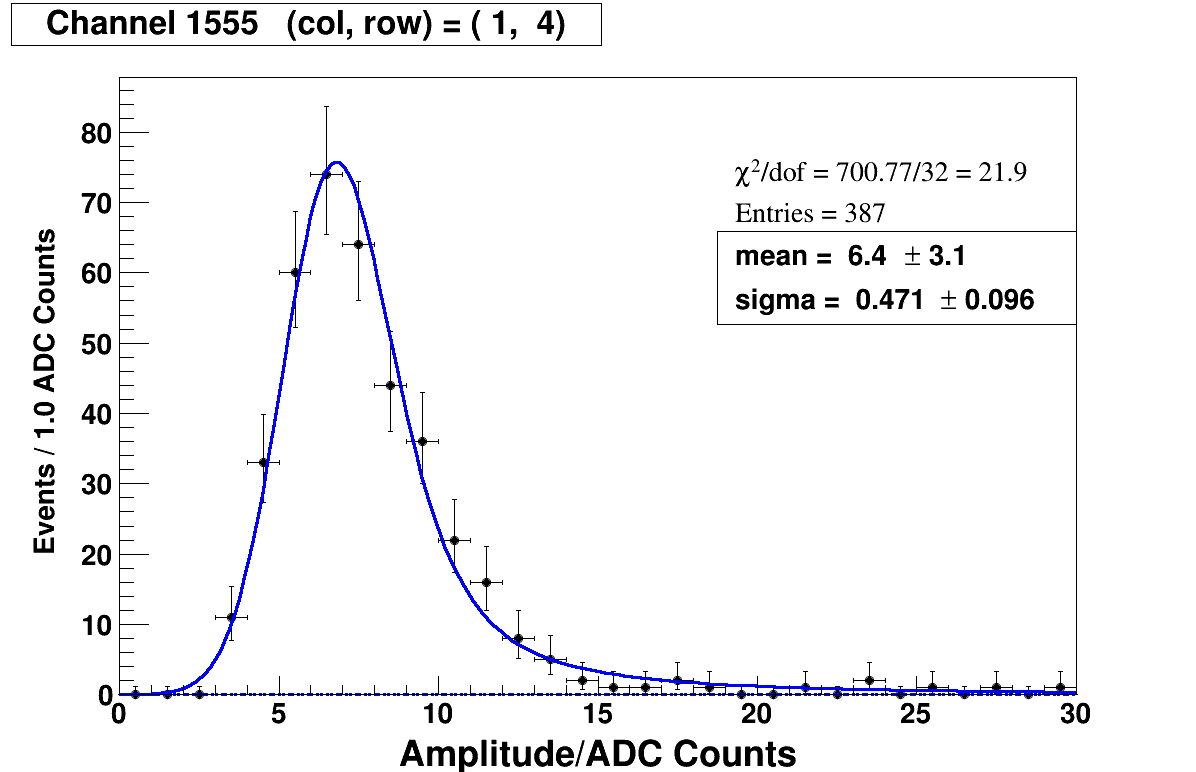 Channel 1555 (col, row) = ( 1, 4)
χ²/dof = 700.77/32 = 21.9
Entries = 387
mean = 6.4 ± 3.1
sigma = 0.471 ± 0.096
Events / 1.0 ADC Counts
80
70
60
50
40
30
20
10
0
0 5 10 15 20 25 30
Amplitude/ADC Counts